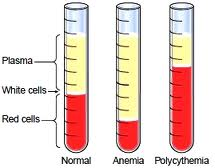 Plasma
White cells
Red cells
Normal
Anemia
Polycythemia